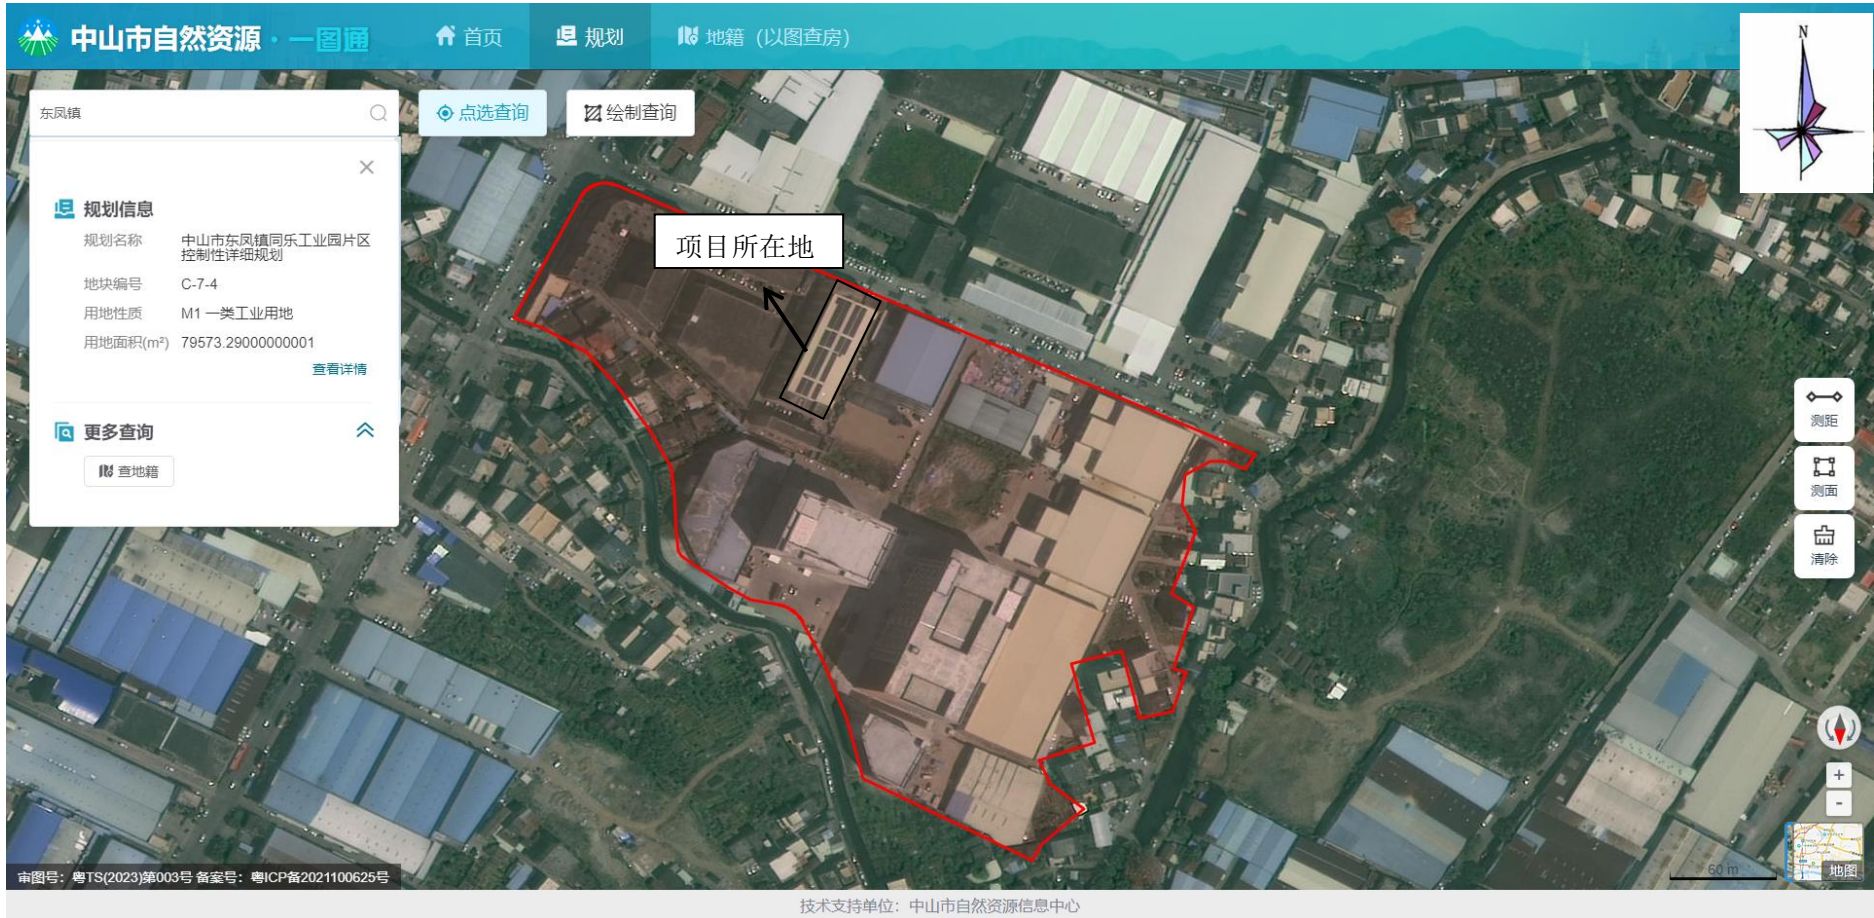 中山市自然资源·一图通
首页
规划
地籍（以图查房）
N
东凤镇
点选查询
绘制查询
规划信息
规划名称
中山市东凤镇同乐工业园片区
控制性详细规划
地块编号
C-7-4
用地性质
M1 一类工业用地
用地面积(m²)
79573.29000000001
查看详情
更多查询
查地籍
项目所在地
测距
测面
清除
+
-
60 m
地图
审图号：粤TS(2023)第003号 备案号：粤ICP备2021100625号
技术支持单位：中山市自然资源信息中心